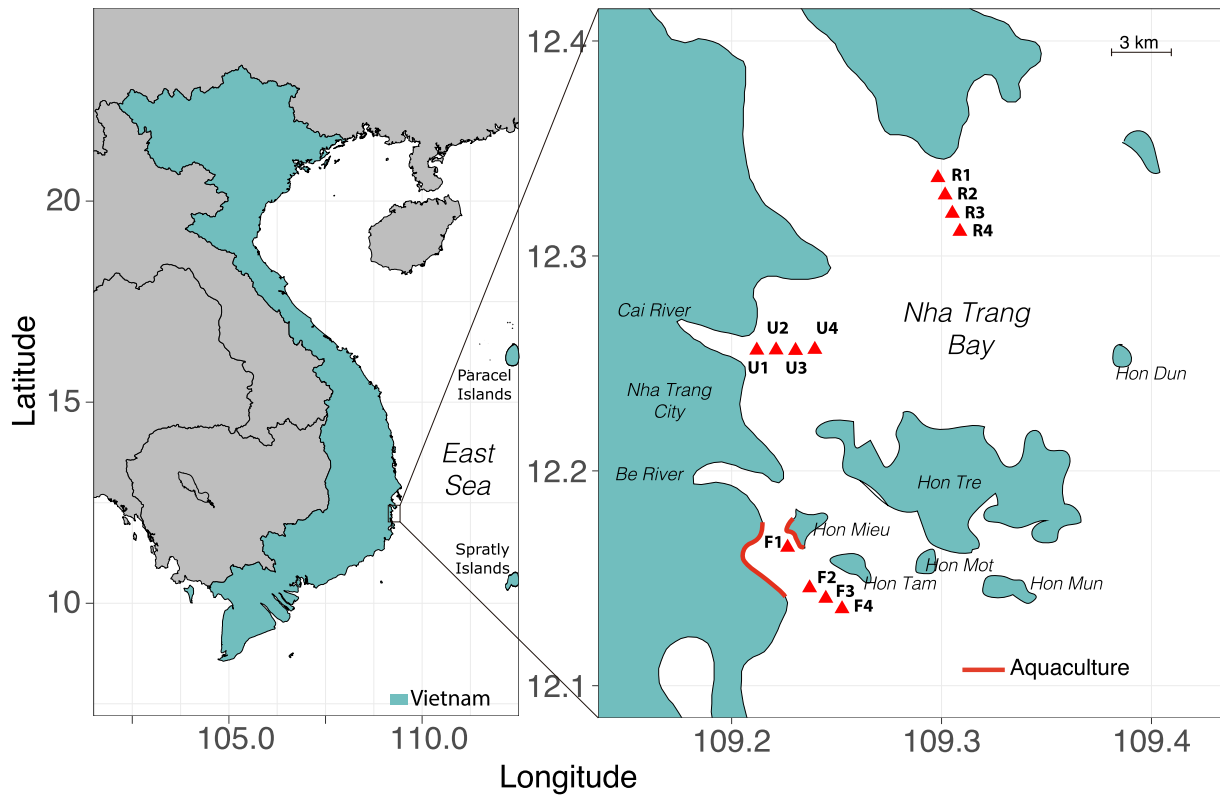 Latitude
20
15
10
105.0
110.0
Paracel
Islands
East
Sea
Spratly
Islands
Vietnam
Longitude
12.4
12.3
12.2
12.1
109.2
109.3
109.4
3 km
R1
R2
R3
R4
Cai River
Nha Trang
Bay
U2
U4
U1
U3
Hon Dun
Nha Trang
City
Be River
Hon Tre
F1
Hon Mieu
Hon Mot
F2
Hon Tam
Hon Mun
F3
F4
Aquaculture